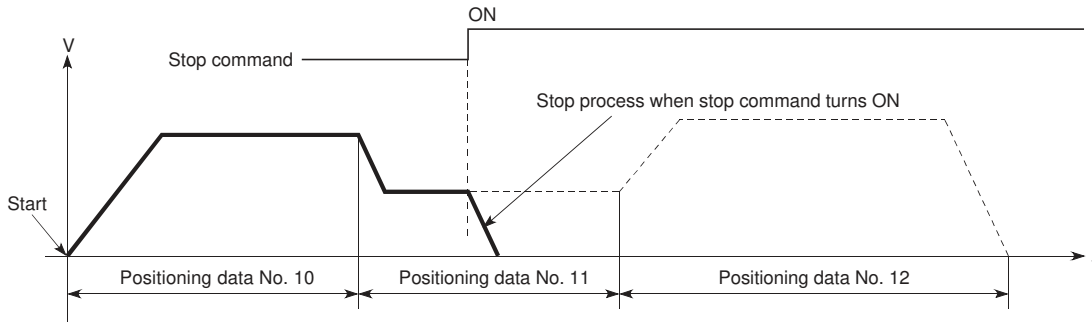 ON
V
Stop command
Stop process when stop command turns ON
Start
Positioning data No. 10
Positioning data No. 11
Positioning data No. 12